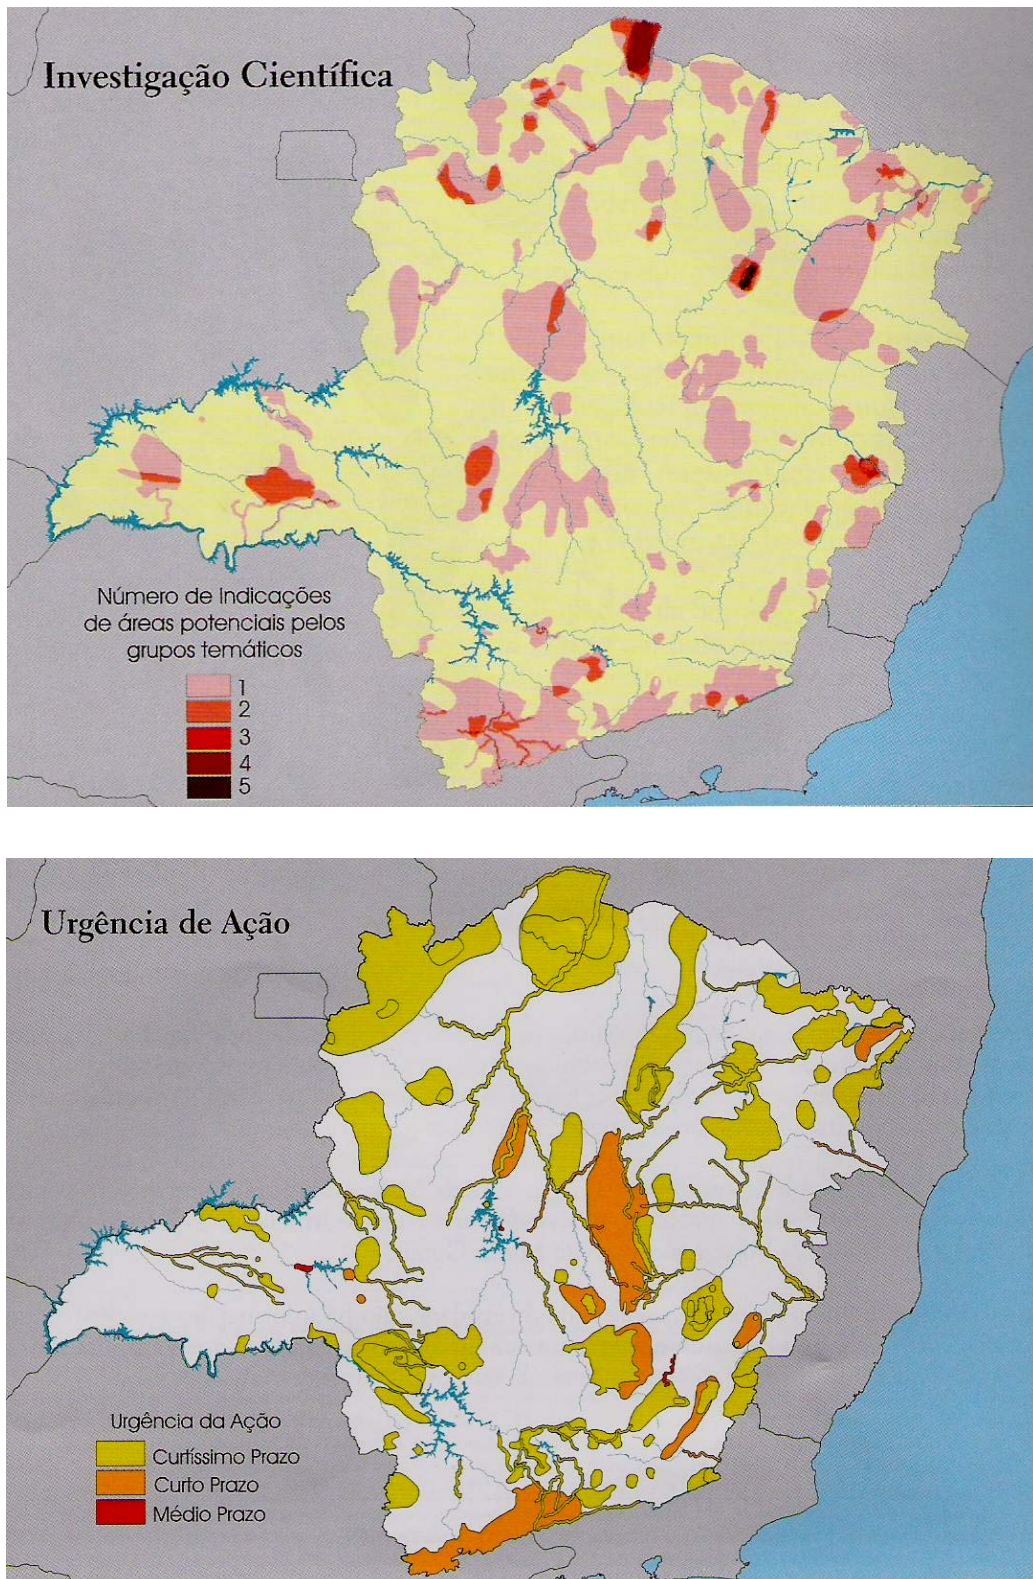 Investigação Científica
Número de Indicações
de áreas potenciais pelos
grupos temáticos
1
2
3
4
5
Urgência de Ação
Urgência da Ação
Curtíssimo Prazo
Curto Prazo
Médio Prazo